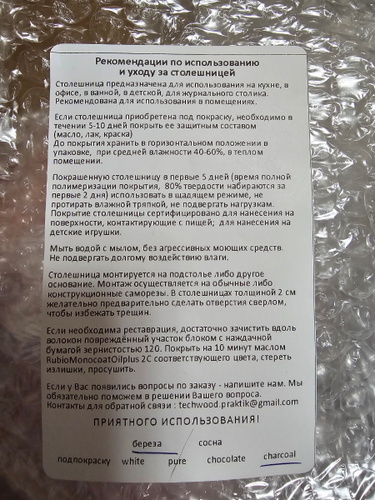 Рекомендации по использованию
и уходу за столешницей
Столешница предназначена для использования на кухне, в
офисе, в ванной, в детской, для журнального столика.
Рекомендована для использования в помещениях.
Если столешница приобретена под покраску, необходимо в
течении 5-10 дней покрыть ее защитным составом
(масло, лак, краска)
До покрытия хранить в горизонтальном положении в
упаковке, при средней влажности 40-60%, в теплом
помещении.
Покрашенную столешницу в первые 5 дней (время полной
полимеризации покрытия, 80% твердости набираются за
первые 2 дня) использовать в щадящем режиме, не
протирать влажной тряпкой, не подвергать нагрузкам.
Покрытие столешницы сертифицировано для нанесения на
поверхности, контактирующие с пищей; для нанесения на
детские игрушки.
Мыть водой с мылом, без агрессивных моющих средств.
Не подвергать долгому воздействию влаги.
Столешница монтируется на подстолье либо другое
основание. Монтаж осуществляется на обычные либо
конструкционные саморезы. В столешницах толщиной 2 см
желательно предварительно сделать отверстия сверлом,
чтобы избежать трещин.
Если необходима реставрация, достаточно зачистить вдоль
волокон повреждённый участок блоком с наждачной
бумагой зернистостью 120. Покрыть на 10 минут маслом
RubioMonocoatOilplus 2C соответствующего цвета, стереть
излишки, просушить.
Если у Вас появились вопросы по заказу - напишите нам. Мы
обязательно поможем в решении Вашего вопроса.
Контакты для обратной связи : techwood.praktik@gmail.com
ПРИЯТНОГО ИСПОЛЬЗОВАНИЯ!
береза сосна
подпокраску white pure chocolate charcoal